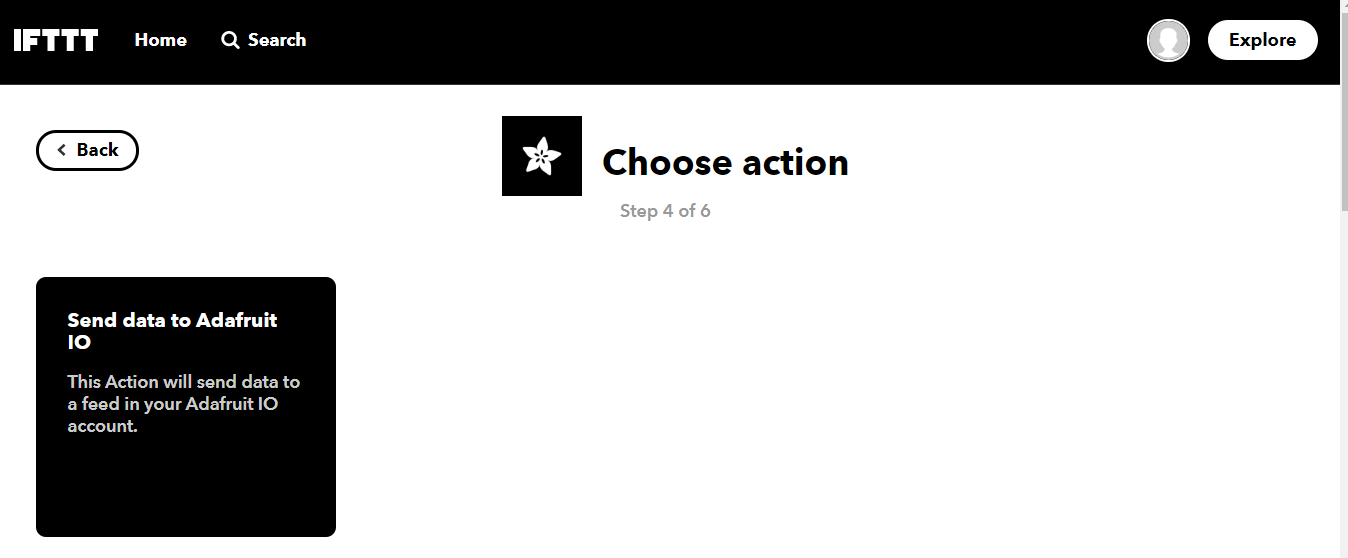 IFTTT Home Search Explore
Back
Choose action
Step 4 of 6
Send data to Adafruit
IO
This Action will send data to
a feed in your Adafruit IO
account.